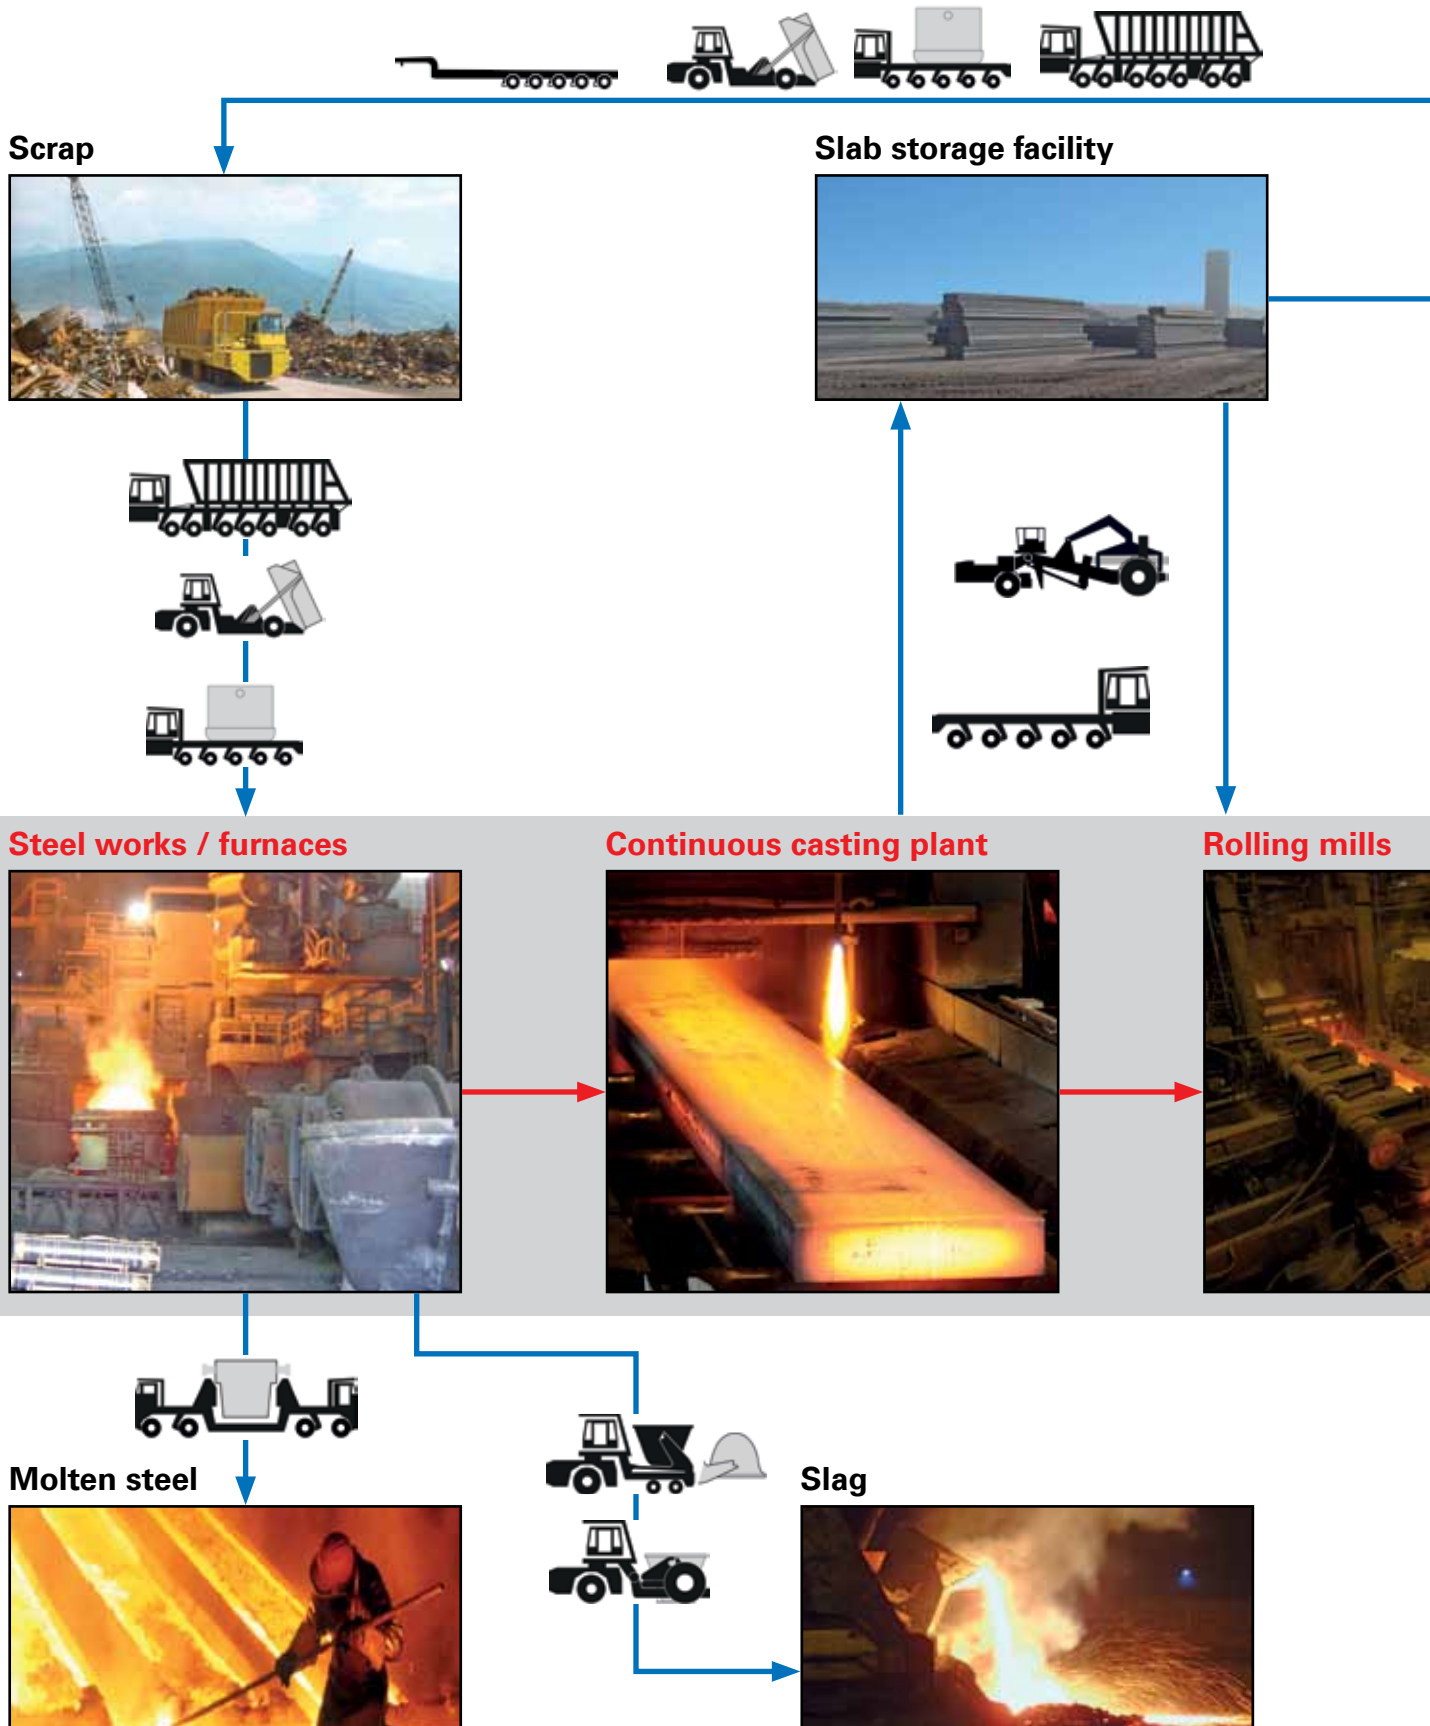 Scrap
Slab storage facility
Steel works / furnaces
Continuous casting plant
Rolling mills
Molten steel
Slag